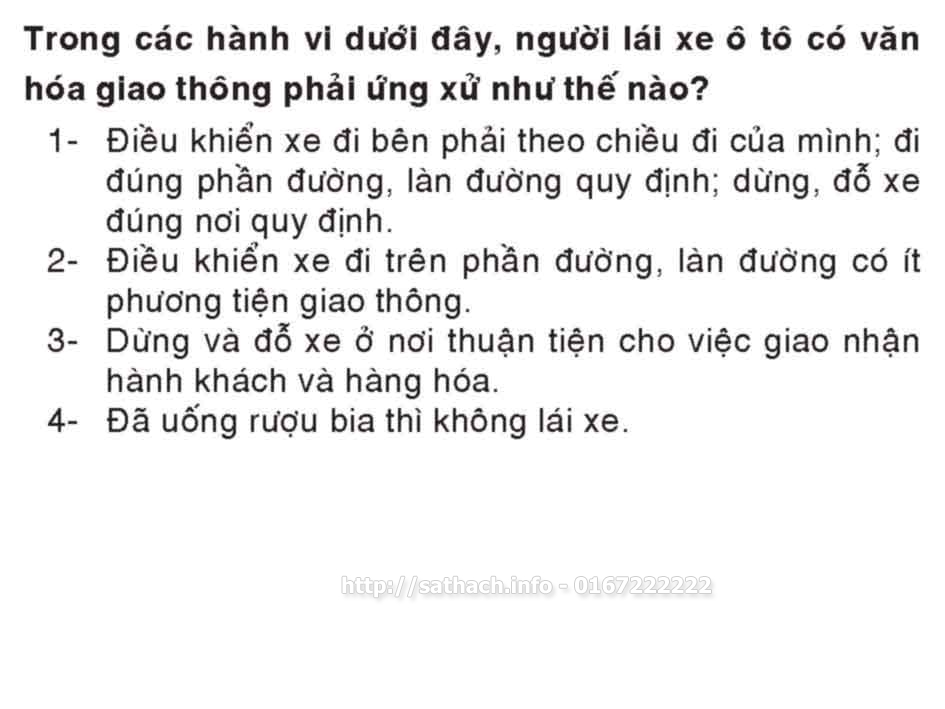 Trong các hành vi dưới đây, người lái xe ô tô có văn
hóa giao thông phải ứng xử như thế nào?
1- Điều khiển xe đi bên phải theo chiều đi của mình; đi
đúng phần đường, làn đường quy định; dừng, đỗ xe
đúng nơi quy định.
2- Điều khiển xe đi trên phần đường, làn đường có ít
phương tiện giao thông.
3- Dừng và đỗ xe ở nơi thuận tiện cho việc giao nhận
hành khách và hàng hóa.
4- Đã uống rượu bia thì không lái xe.
http://sathach.info - 0167222222